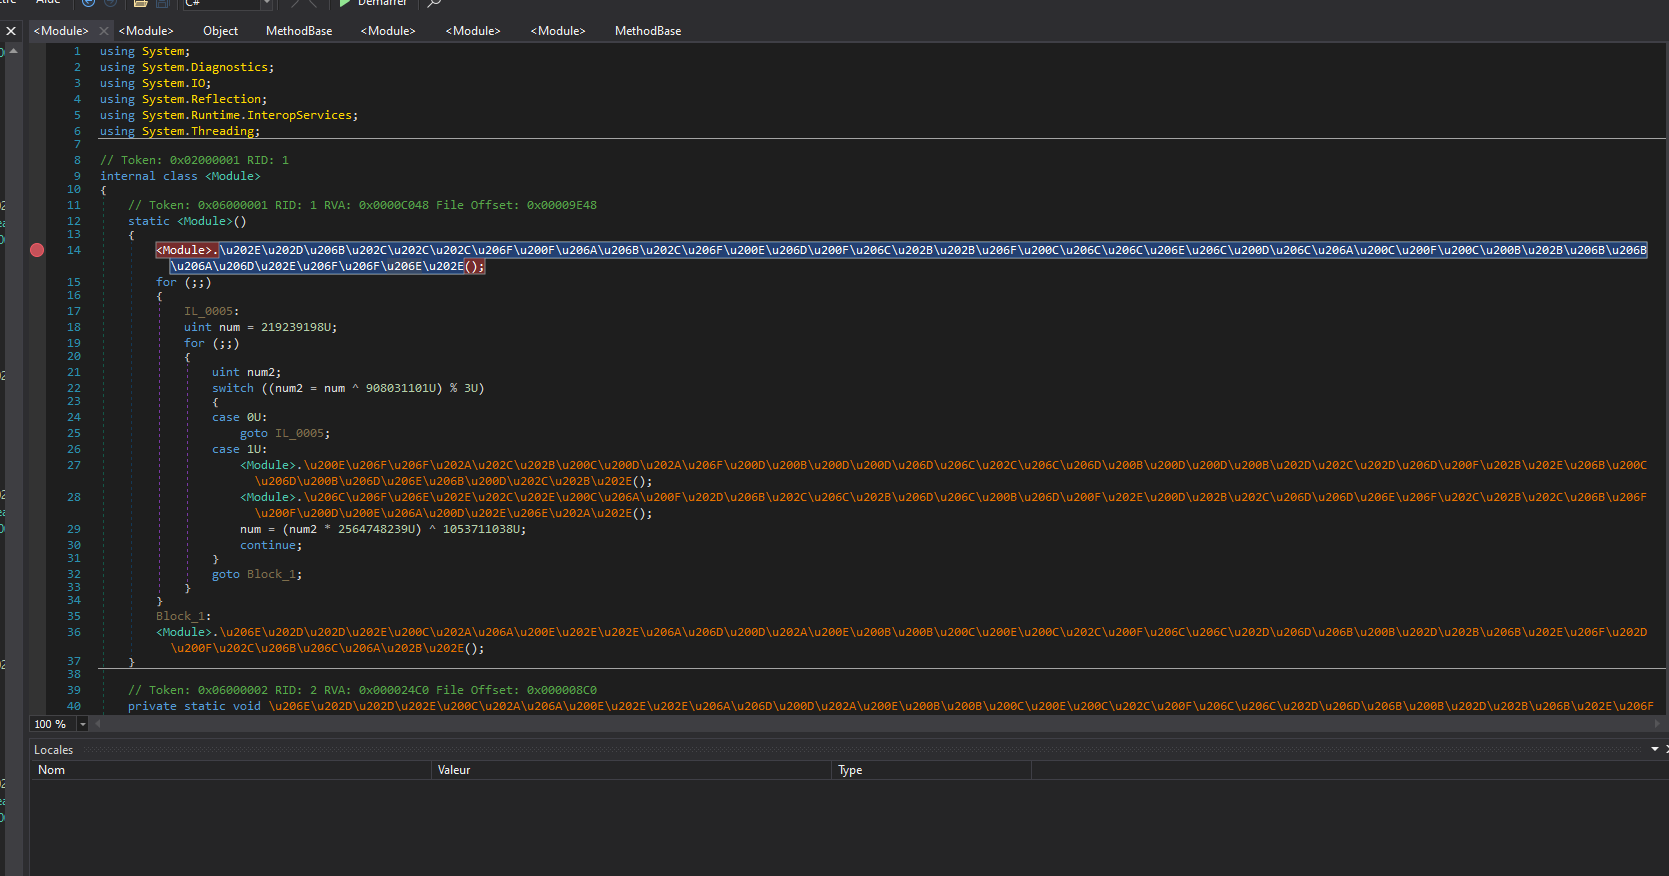 C#
Démarrer
<Module>
<Module>
Object
MethodBase
<Module>
<Module>
<Module>
MethodBase
1 using System;
2 using System.Diagnostics;
3 using System.IO;
4 using System.Reflection;
5 using System.Runtime.InteropServices;
6 using System.Threading;
7
8 // Token: 0x02000001 RID: 1
9 internal class <Module>
10 {
11 // Token: 0x06000001 RID: 1 RVA: 0x0000C048 File Offset: 0x00009E48
12 static <Module>()
13 {
14 <Module>.\u202E\u202D\u206B\u202C\u202C\u202C\u206F\u200F\u206A\u206B\u202C\u206F\u200E\u206D\u200F\u206C\u202B\u202B\u206F\u200C\u206C\u206C\u206E\u206C\u200D\u206C\u206A\u200C\u200F\u200C\u200B\u202B\u206B\u206B
\u206A\u206D\u202E\u206F\u206F\u206E\u202E();
15 for (;;)
16 {
17 IL_0005:
18 uint num = 219239198U;
19 for (;;)
20 {
21 uint num2;
22 switch ((num2 = num ^ 908031101U) % 3U)
23 {
24 case 0U:
25 goto IL_0005;
26 case 1U:
27 <Module>.\u200E\u206F\u206F\u202A\u202C\u202B\u200C\u200D\u202A\u206F\u200D\u200B\u200D\u200D\u206D\u206C\u202C\u206C\u206D\u200B\u200D\u200D\u200B\u202D\u202C\u202D\u206D\u200F\u202B\u202E\u206B\u200C
\u206D\u200B\u206D\u206E\u206B\u200D\u202C\u202B\u202E();
28 <Module>.\u206C\u206F\u206E\u202E\u202C\u202E\u200C\u206A\u200F\u202D\u206B\u202C\u206C\u202B\u206D\u206C\u200B\u206D\u200F\u202E\u200D\u202B\u202C\u206D\u206D\u206E\u206F\u202C\u202B\u202C\u206B\u206F
\u200F\u200D\u200E\u206A\u200D\u202E\u206E\u202A\u202E();
29 num = (num2 * 2564748239U) ^ 1053711038U;
30 continue;
31 }
32 goto Block_1;
33 }
34 }
35 Block_1:
36 <Module>.\u206E\u202D\u202D\u202E\u200C\u202A\u206A\u200E\u202E\u202E\u206A\u206D\u200D\u202A\u200E\u200B\u200B\u200C\u200E\u200C\u202C\u200F\u206C\u206C\u202D\u206D\u206B\u200B\u202D\u202B\u206B\u202E\u206F\u202D
\u200F\u202C\u206B\u206C\u206A\u202B\u202E();
37 }
38
39 // Token: 0x06000002 RID: 2 RVA: 0x000024C0 File Offset: 0x000008C0
40 private static void \u206E\u202D\u202D\u202E\u200C\u202A\u206A\u200E\u202E\u202E\u206A\u206D\u200D\u202A\u200E\u200B\u200B\u200C\u200E\u200C\u202C\u200F\u206C\u206C\u202D\u206D\u206B\u200B\u202D\u202B\u206B\u202E\u206F
100 %
Locales
Nom
Valeur
Type